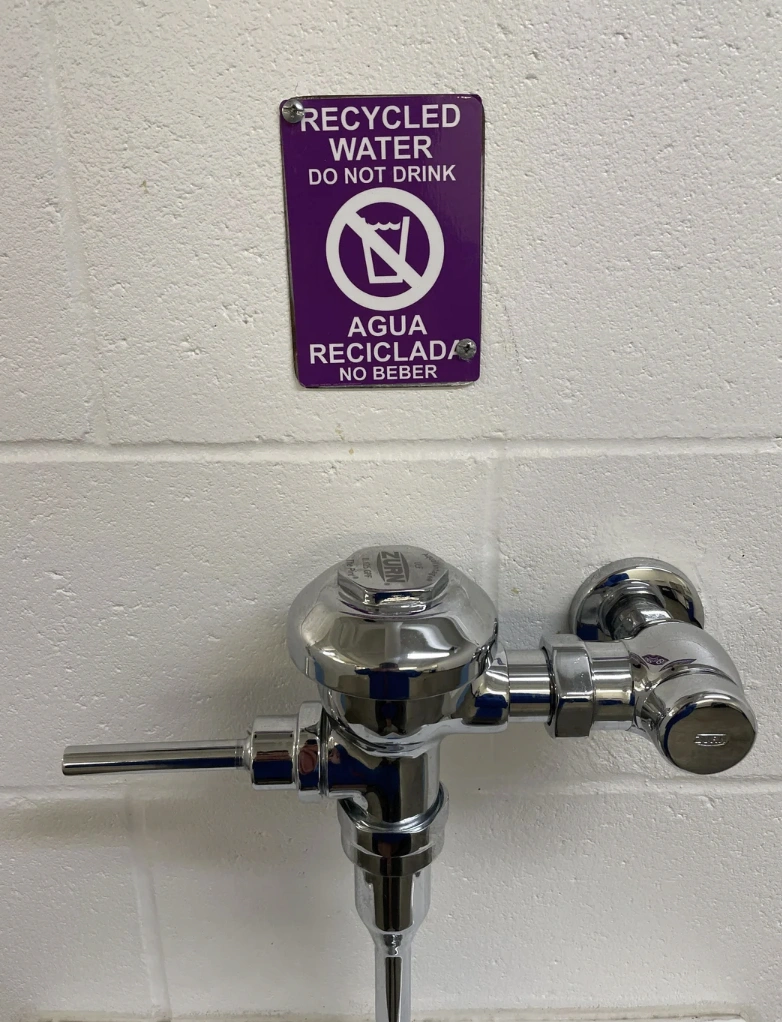 RECYCLED
WATER
DO NOT DRINK
AGUA
RECICLADA
NO BEBER
ZURN